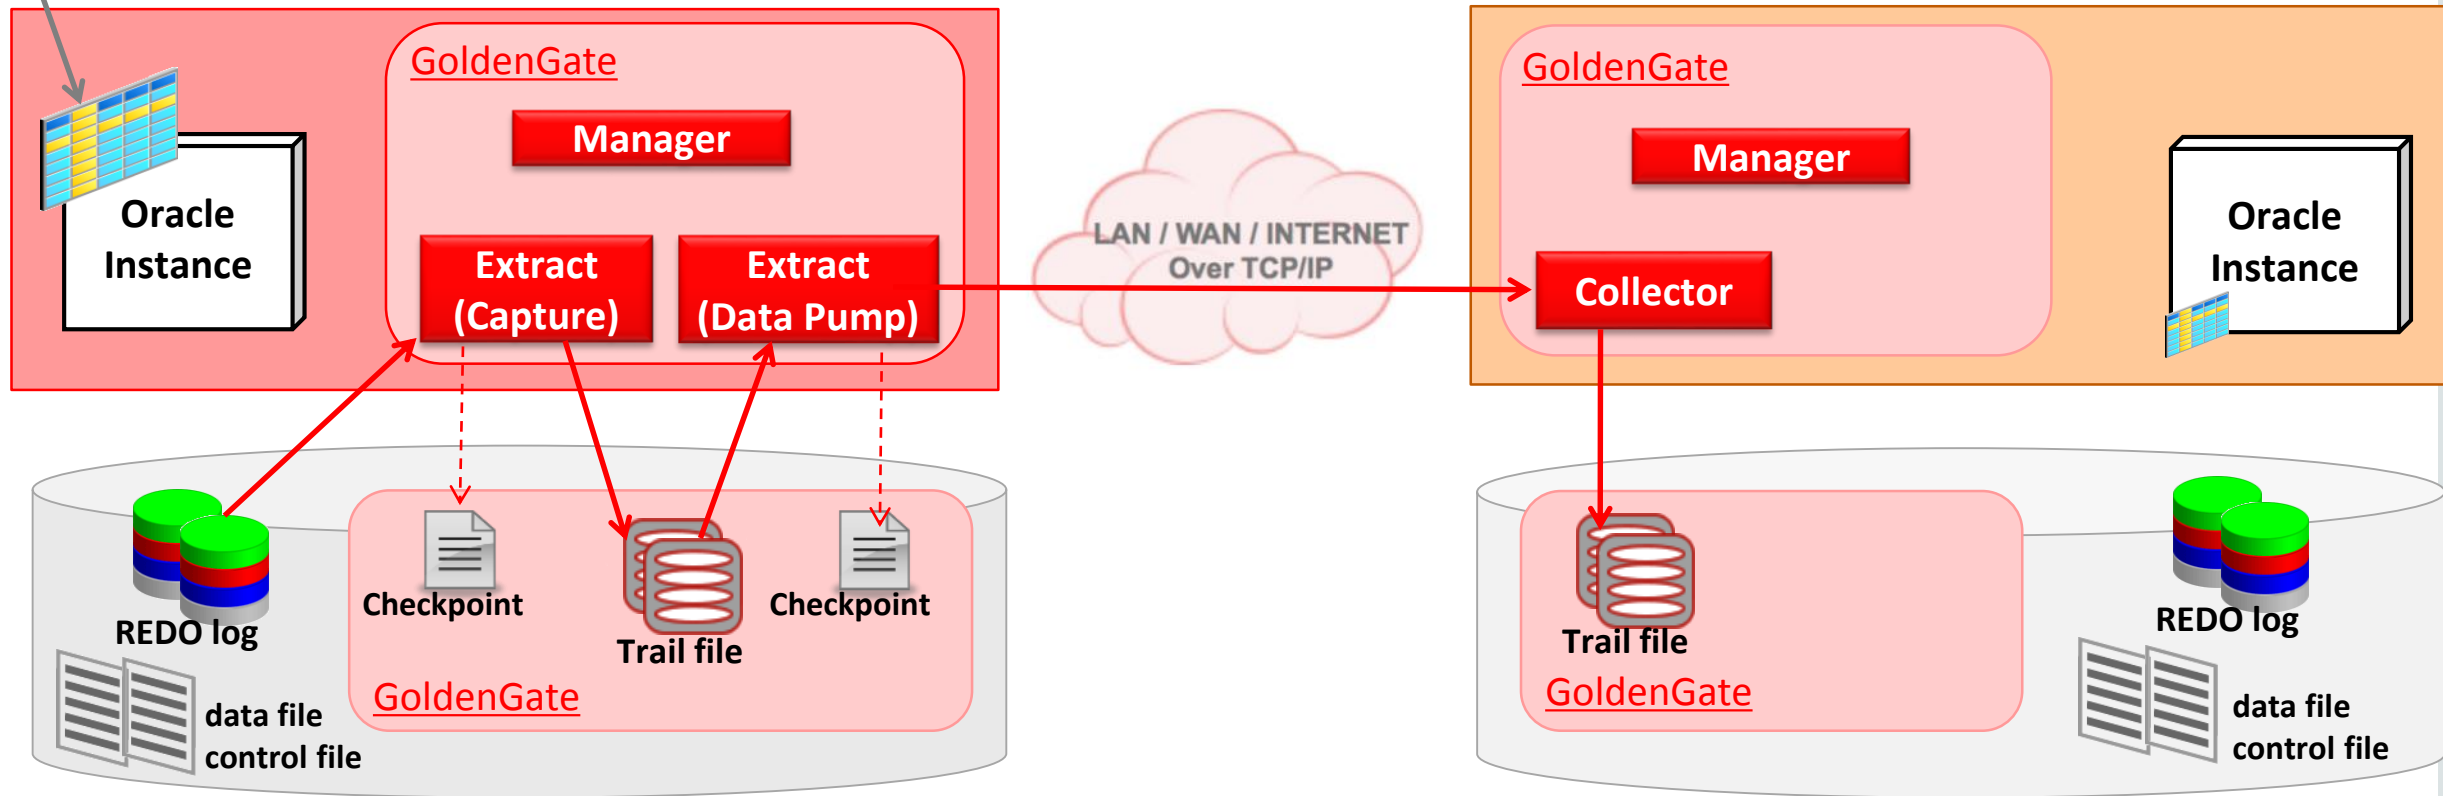 GoldenGate
Manager
Oracle
Instance
Extract
(Capture)
Extract
(Data Pump)
LAN / WAN / INTERNET
Over TCP/IP
GoldenGate
Manager
Collector
Oracle
Instance
REDO log
data file
control file
Checkpoint
Trail file
Checkpoint
GoldenGate
Trail file
GoldenGate
REDO log
data file
control file